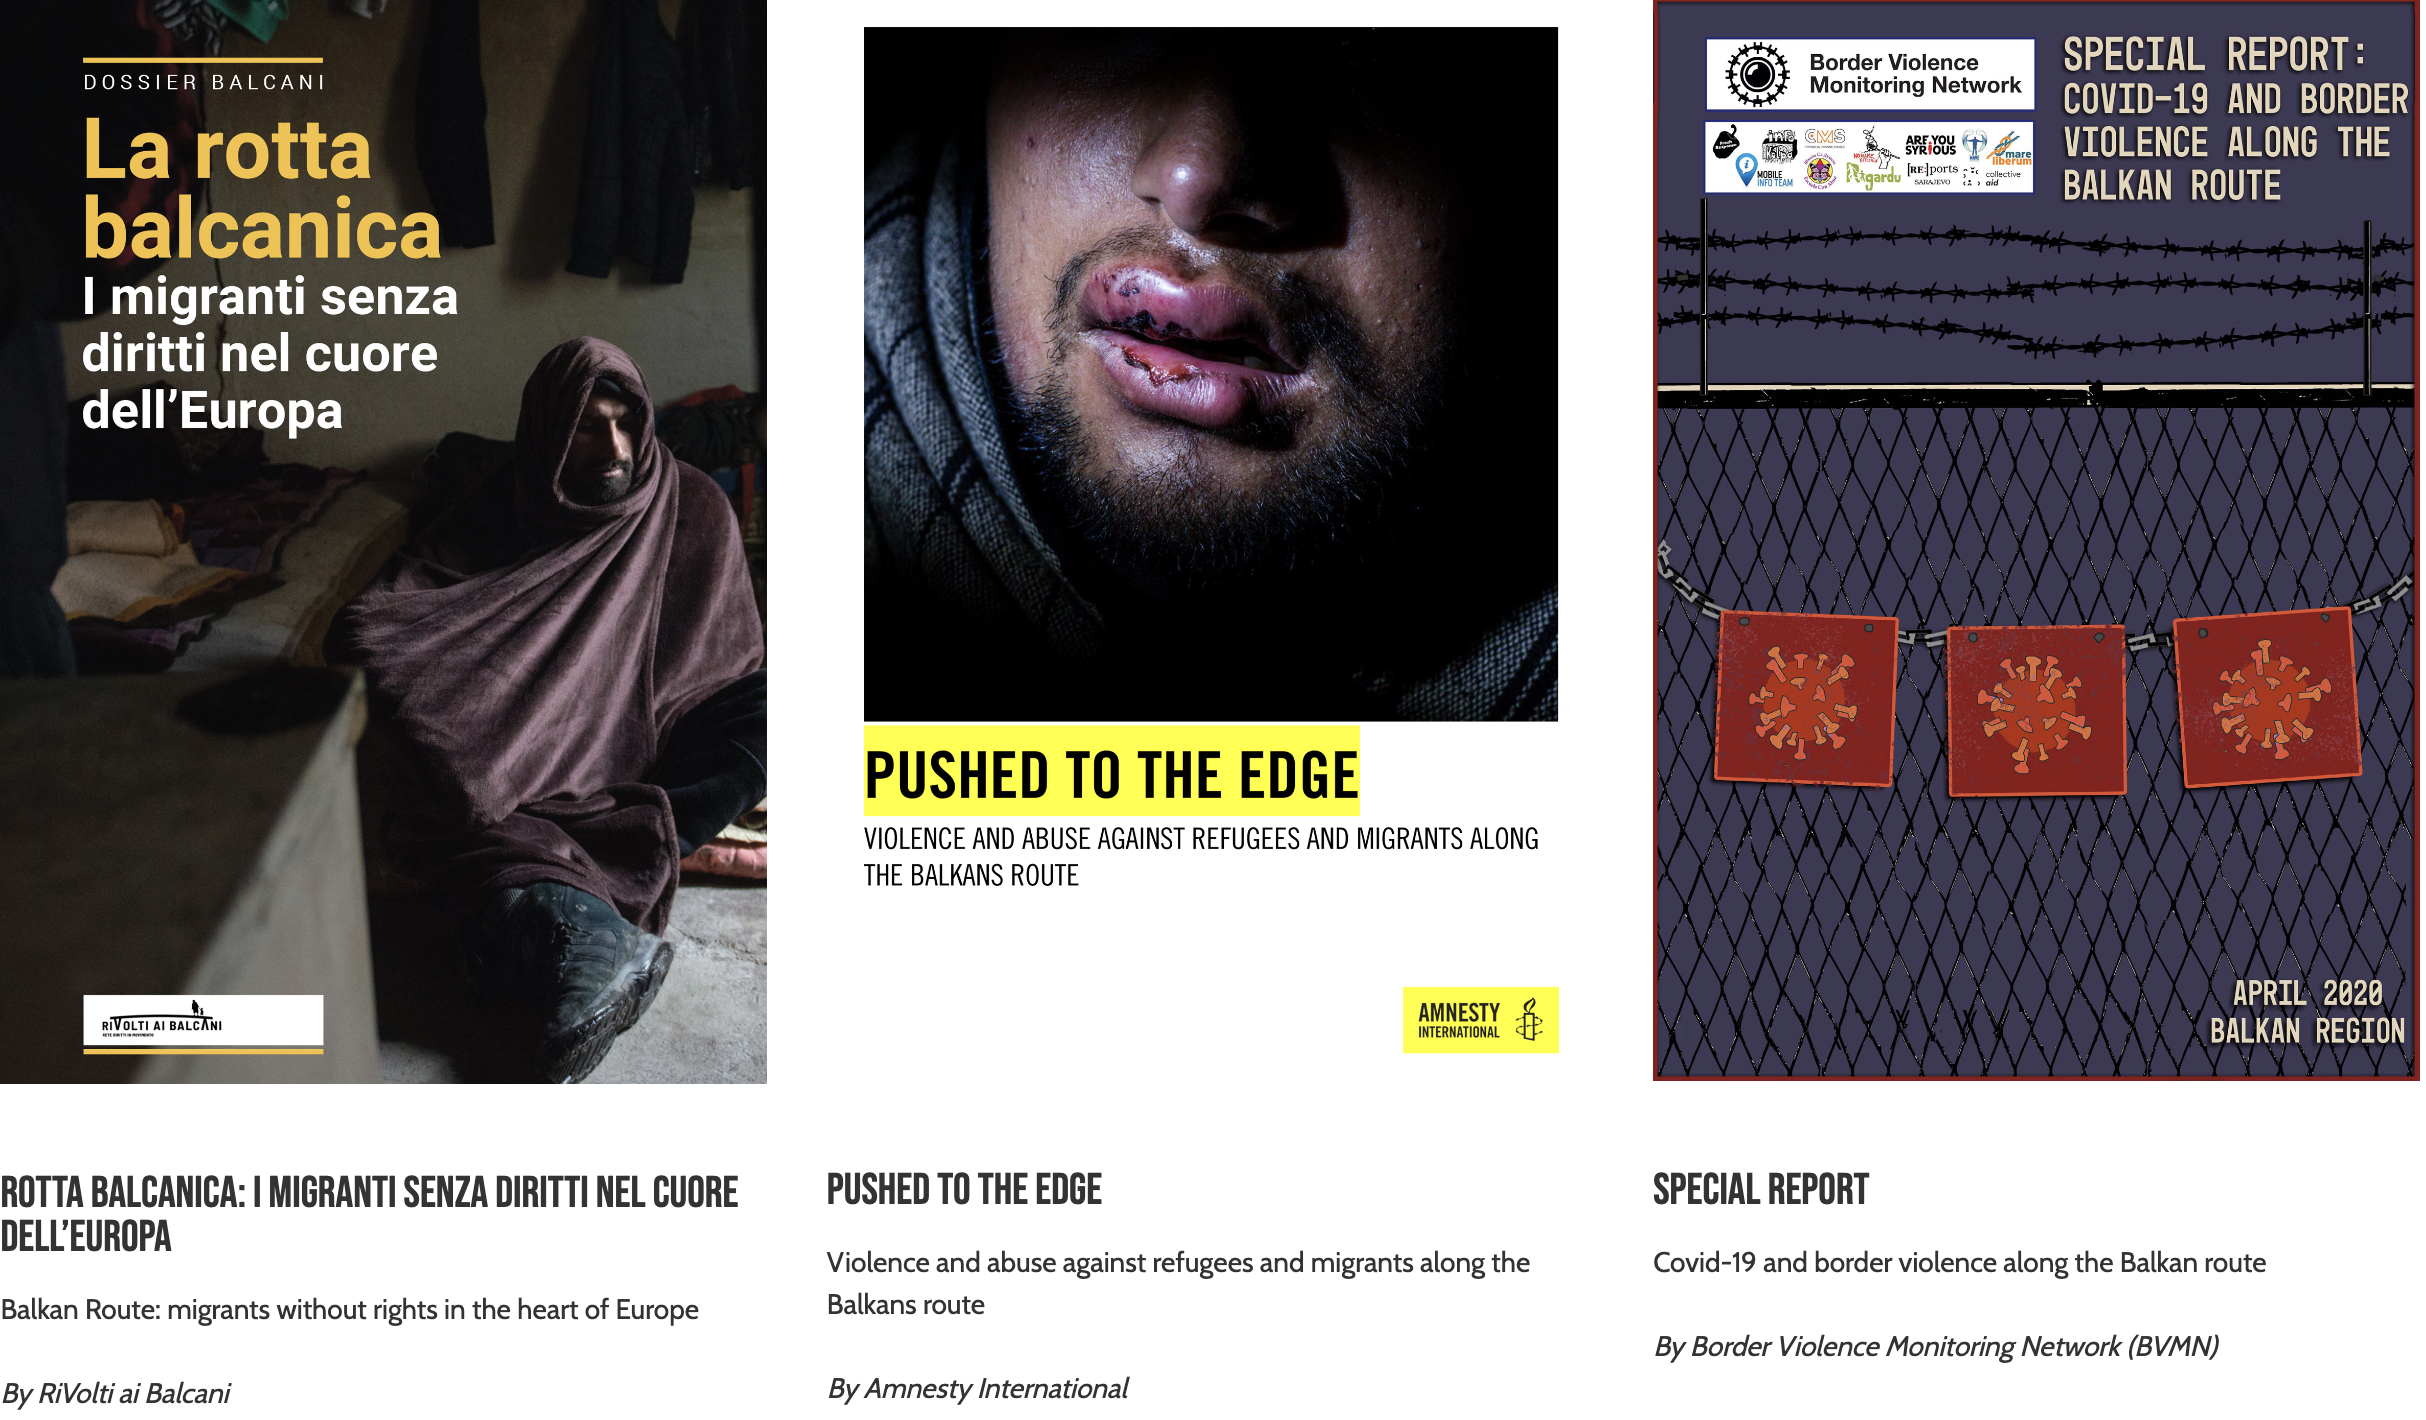 DOSSIER BALCANI
La rotta
balcanica
I migranti senza
diritti nel cuore
dell'Europa
RiVOLTI AI BALCANI
PUSHED TO THE EDGE
VIOLENCE AND ABUSE AGAINST REFUGEES AND MIGRANTS ALONG
THE BALKANS ROUTE
AMNESTY
INTERNATIONAL
Border Violence
Monitoring Network
CMS
ARE YOU
SYRIOUS
mare
liberum
MOBILE
INFO TEAM
Rigardu
[RE:]ports
SARAJEVO
collective
aid
SPECIAL REPORT:
COVID-19 AND BORDER
VIOLENCE ALONG THE
BALKAN ROUTE
APRIL 2020
BALKAN REGION
ROTTA BALCANICA: I MIGRANTI SENZA DIRITTI NEL CUORE
DELL'EUROPA
Balkan Route: migrants without rights in the heart of Europe
By RiVolti ai Balcani
PUSHED TO THE EDGE
Violence and abuse against refugees and migrants along the
Balkans route
By Amnesty International
SPECIAL REPORT
Covid-19 and border violence along the Balkan route
By Border Violence Monitoring Network (BVMN)